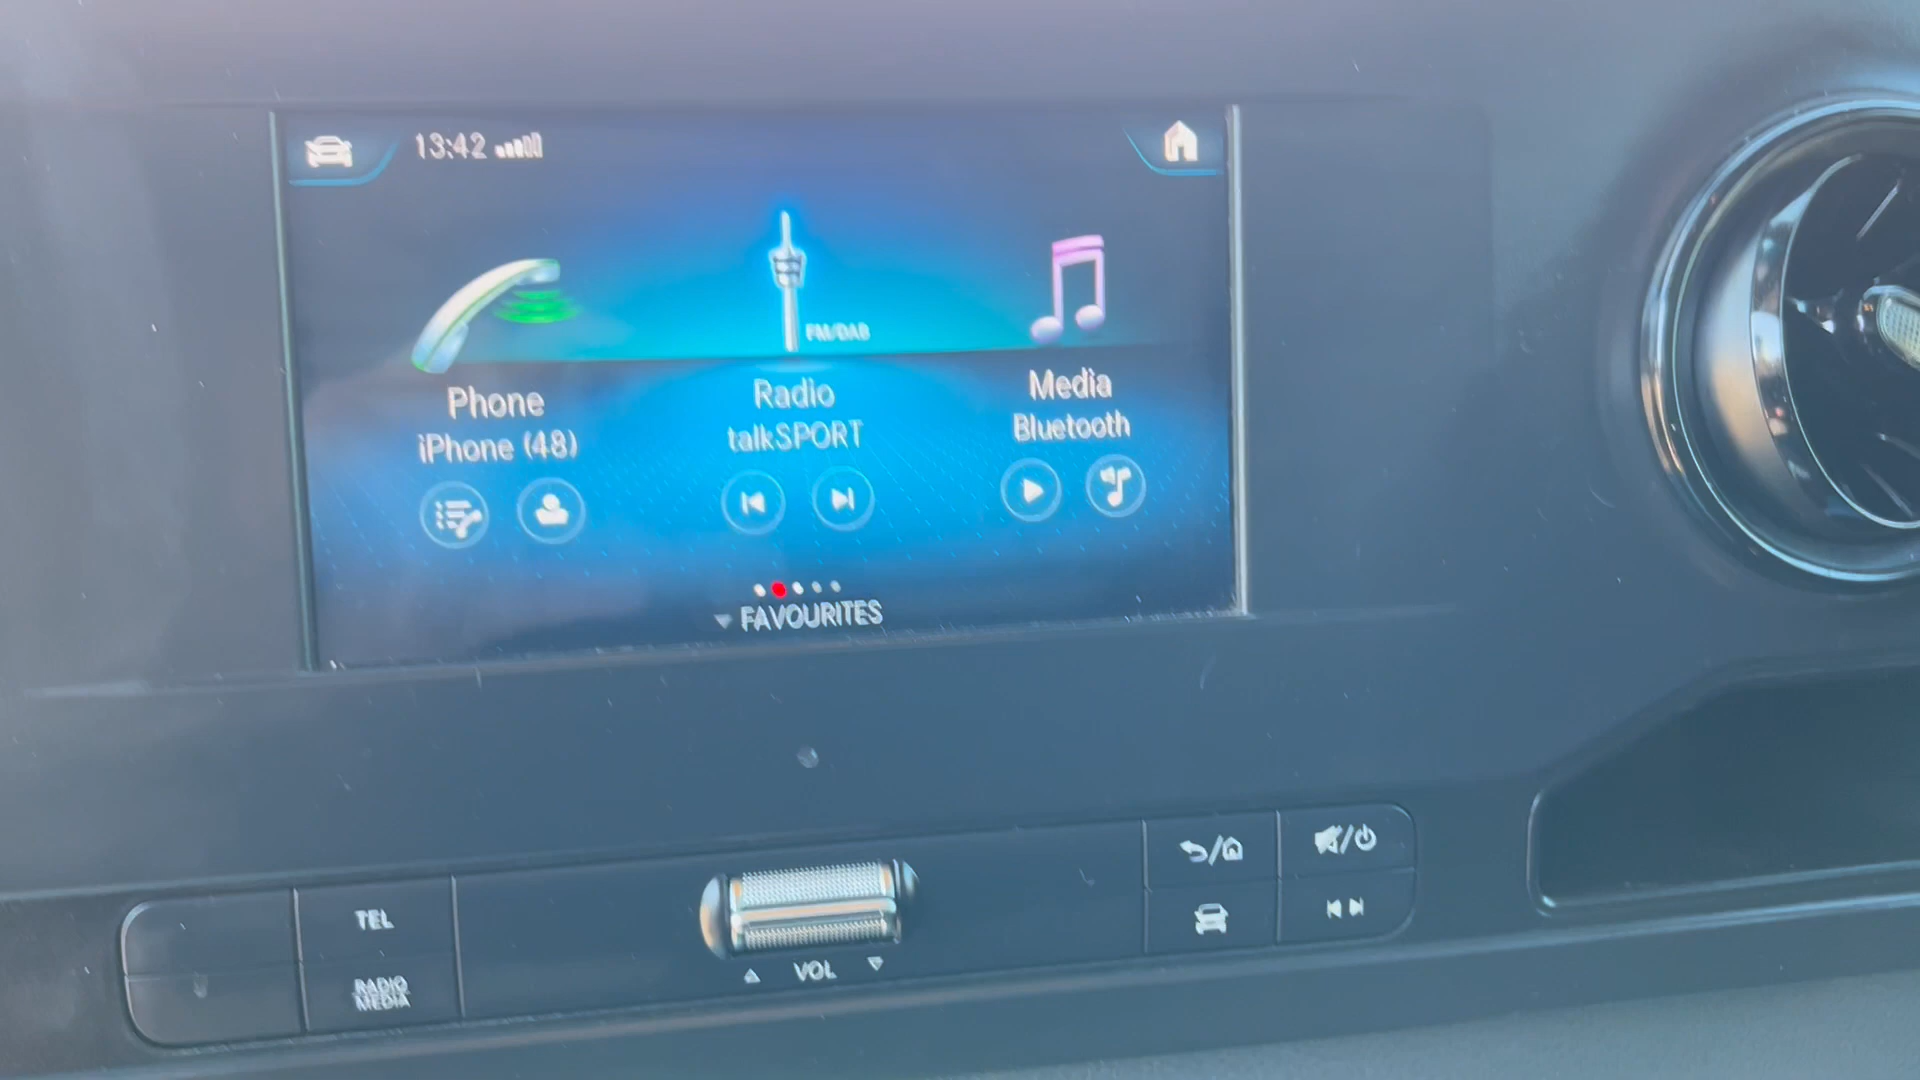 13:42
FM/DAB
Phone
iPhone (48)
Radio
talkSPORT
Media
Bluetooth
FAVOURITES
TEL
RADIO
MEDIA
VOL